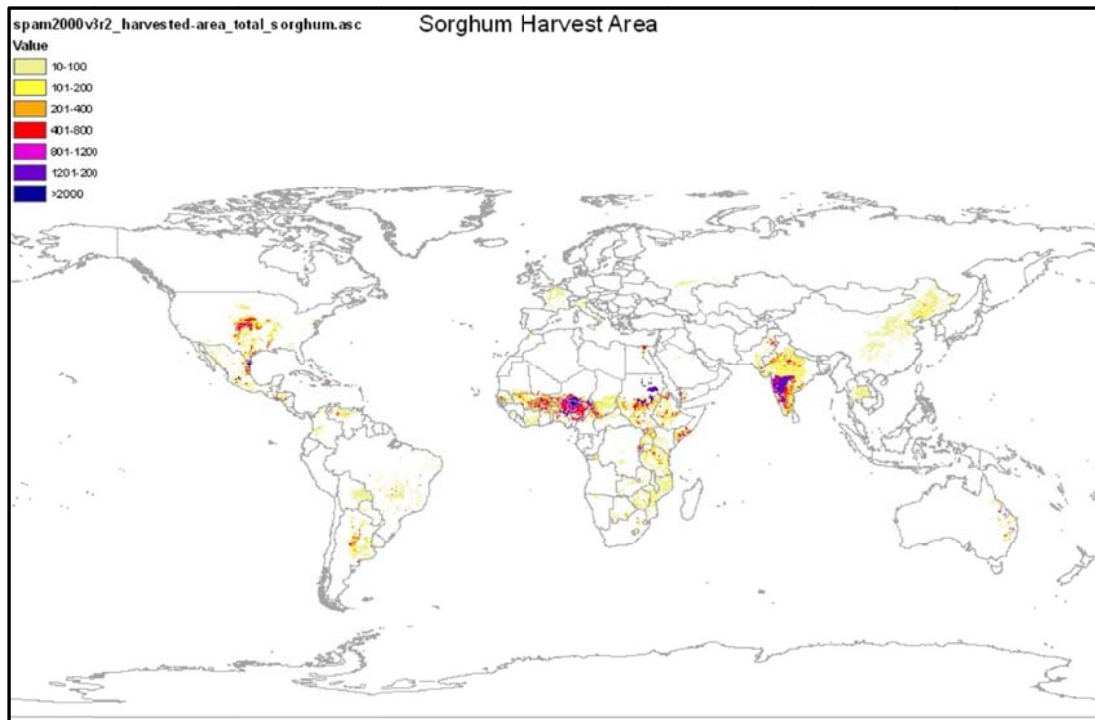 Sorghum Harvest Area
spam2000v3r2_harvested-area_total_sorghum.asc
Value
10-100
101-200
201-400
401-800
801-1200
1201-200
>2000